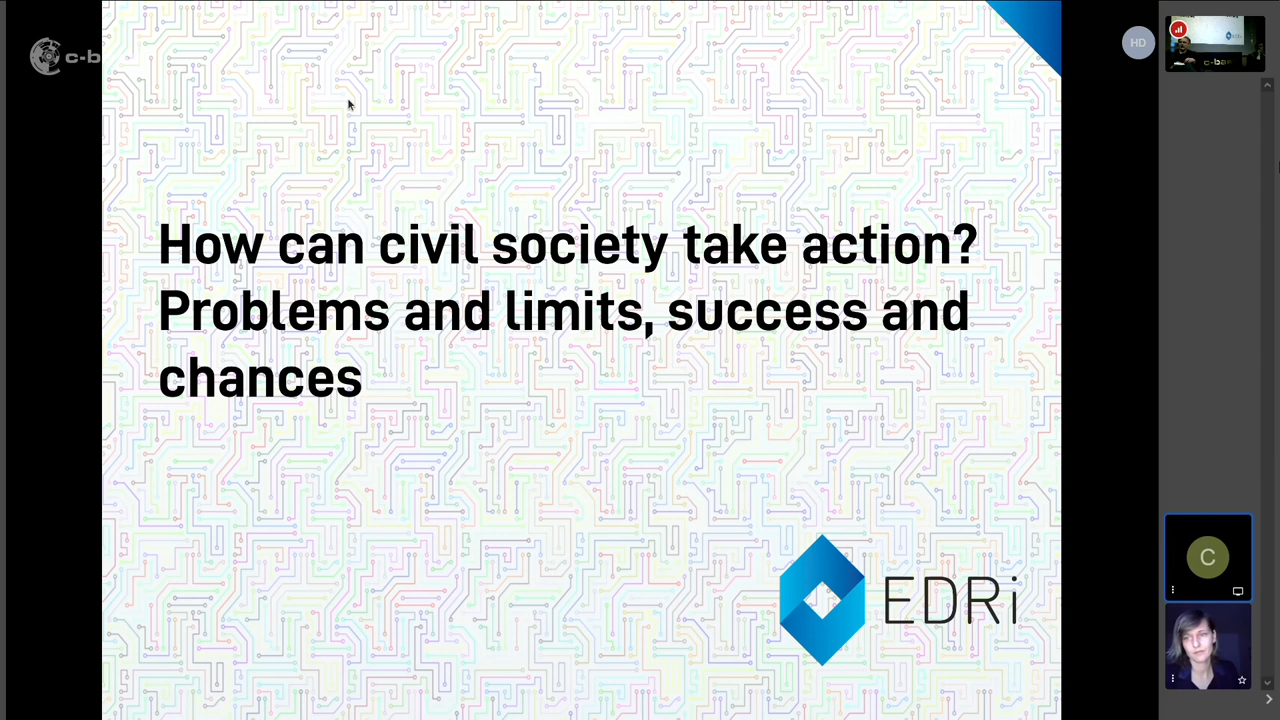 c-b
HD
How can civil society take action?
Problems and limits, success and
chances
EDRi
C